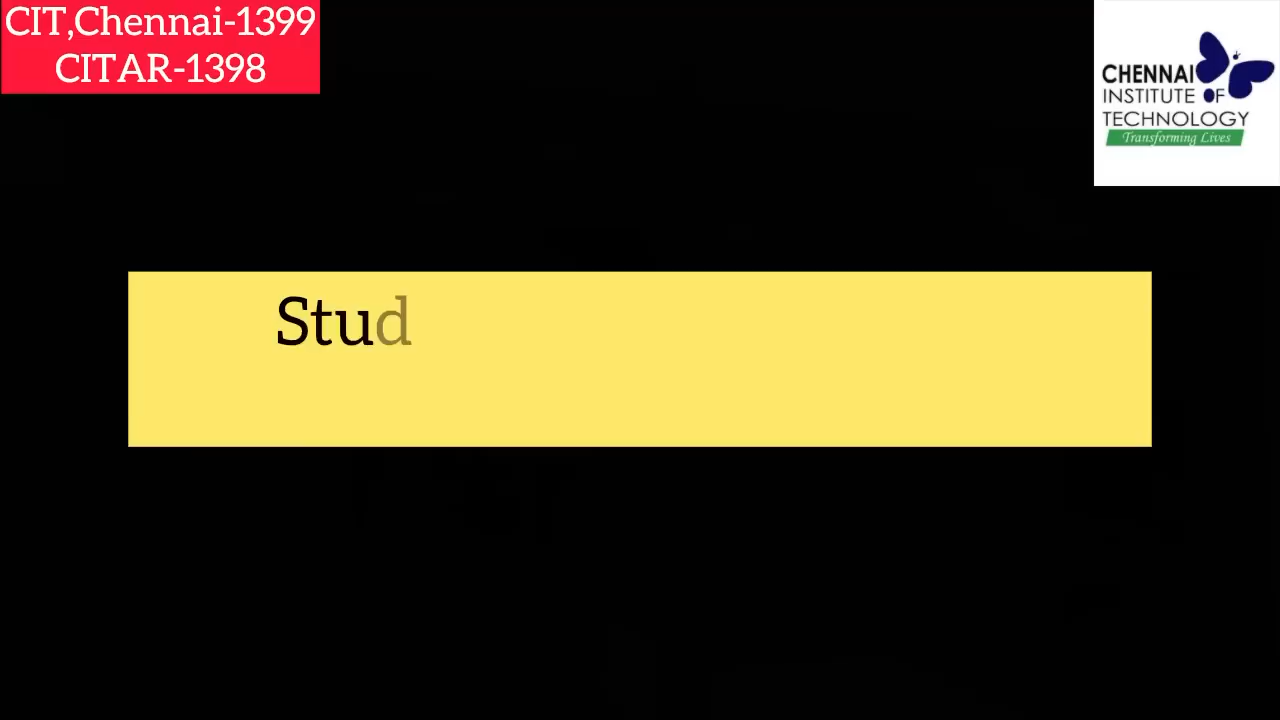 CIT,Chennai-1399
CITAR-1398
CHENNAI
INSTITUTE OF
TECHNOLOGY
Transforming Lives
Stud